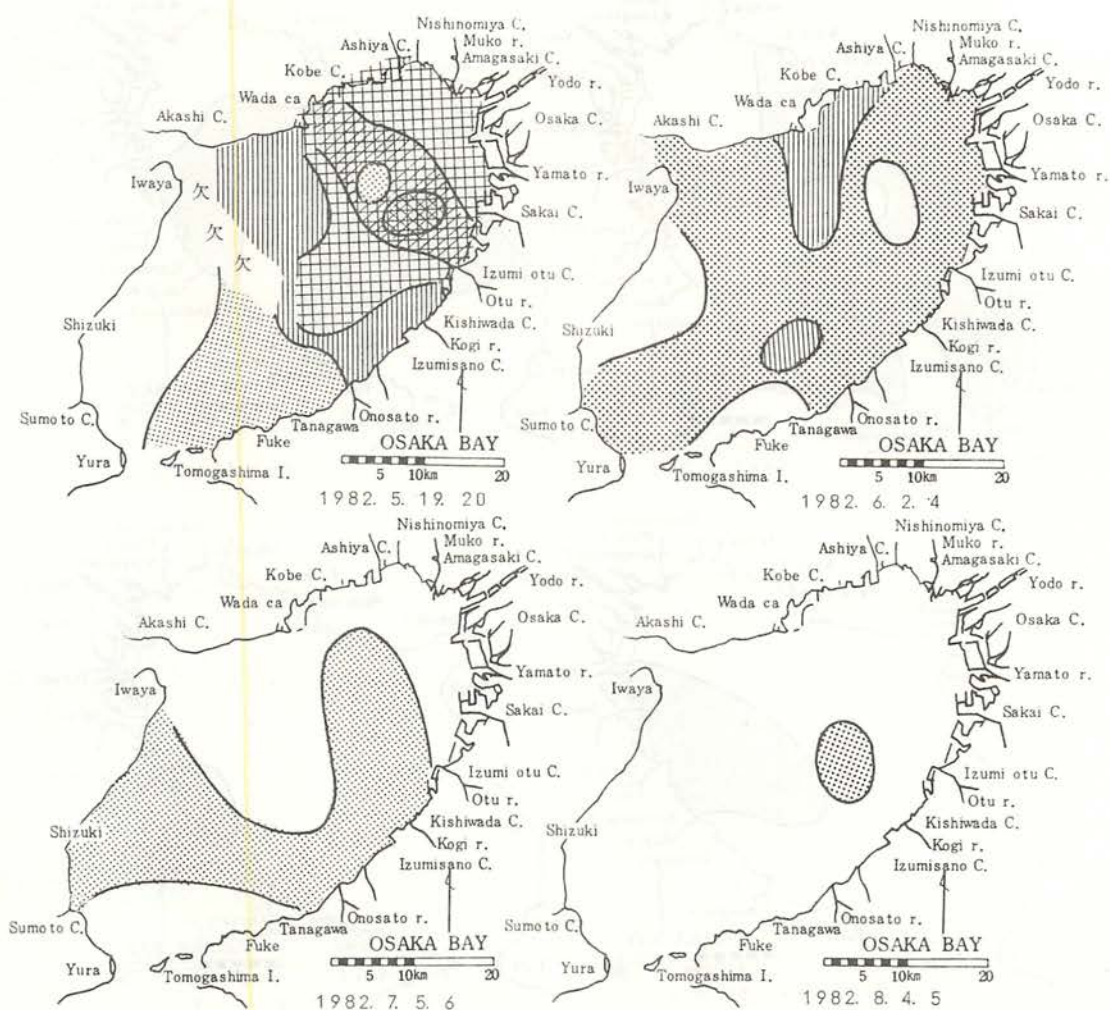 Nishinomiya C.
Ashiya C.
Muko r.
Amagasaki C.
Kobe C.
Yodo r.
Wada ca
Osaka C.
Akashi C.
Iwaya
Yamato r.
欠
Sakai C.
欠
欠
Izumi otu C.
Otu r.
Shizuki
Kishiwada C.
Kogi r.
Izumisano C.
Sumoto C.
Onosato r.
Tanagawa
Fuke
OSAKA BAY
Yura
Tomogashima I.
5 10km 20
1982. 5. 19. 20
Nishinomiya C.
Ashiya C.
Muko r.
Amagasaki C.
Kobe C.
Yodo r.
Wada ca
Osaka C.
Akashi C.
Iwaya
Yamato r.
Sakai C.
Izumi otu C.
Otu r.
Shizuki
Kishiwada C.
Kogi r.
Izumisano C.
Sumoto C.
Onosato r.
Tanagawa
Fuke
OSAKA BAY
Yura
Tomogashima I.
5 10km 20
1982. 6. 2. 4
Nishinomiya C.
Ashiya C.
Muko r.
Amagasaki C.
Kobe C.
Yodo r.
Wada ca
Osaka C.
Akashi C.
Iwaya
Yamato r.
Sakai C.
Izumi otu C.
Otu r.
Shizuki
Kishiwada C.
Kogi r.
Izumisano C.
Sumoto C.
Onosato r.
Tanagawa
Fuke
OSAKA BAY
Yura
Tomogashima I.
5 10km 20
1982. 7. 5. 6
Nishinomiya C.
Ashiya C.
Muko r.
Amagasaki C.
Kobe C.
Yodo r.
Wada ca
Osaka C.
Akashi C.
Iwaya
Yamato r.
Sakai C.
Izumi otu C.
Otu r.
Shizuki
Kishiwada C.
Kogi r.
Izumisano C.
Sumoto C.
Onosato r.
Tanagawa
Fuke
OSAKA BAY
Yura
Tomogashima I.
5 10km 20
1982. 8. 4. 5